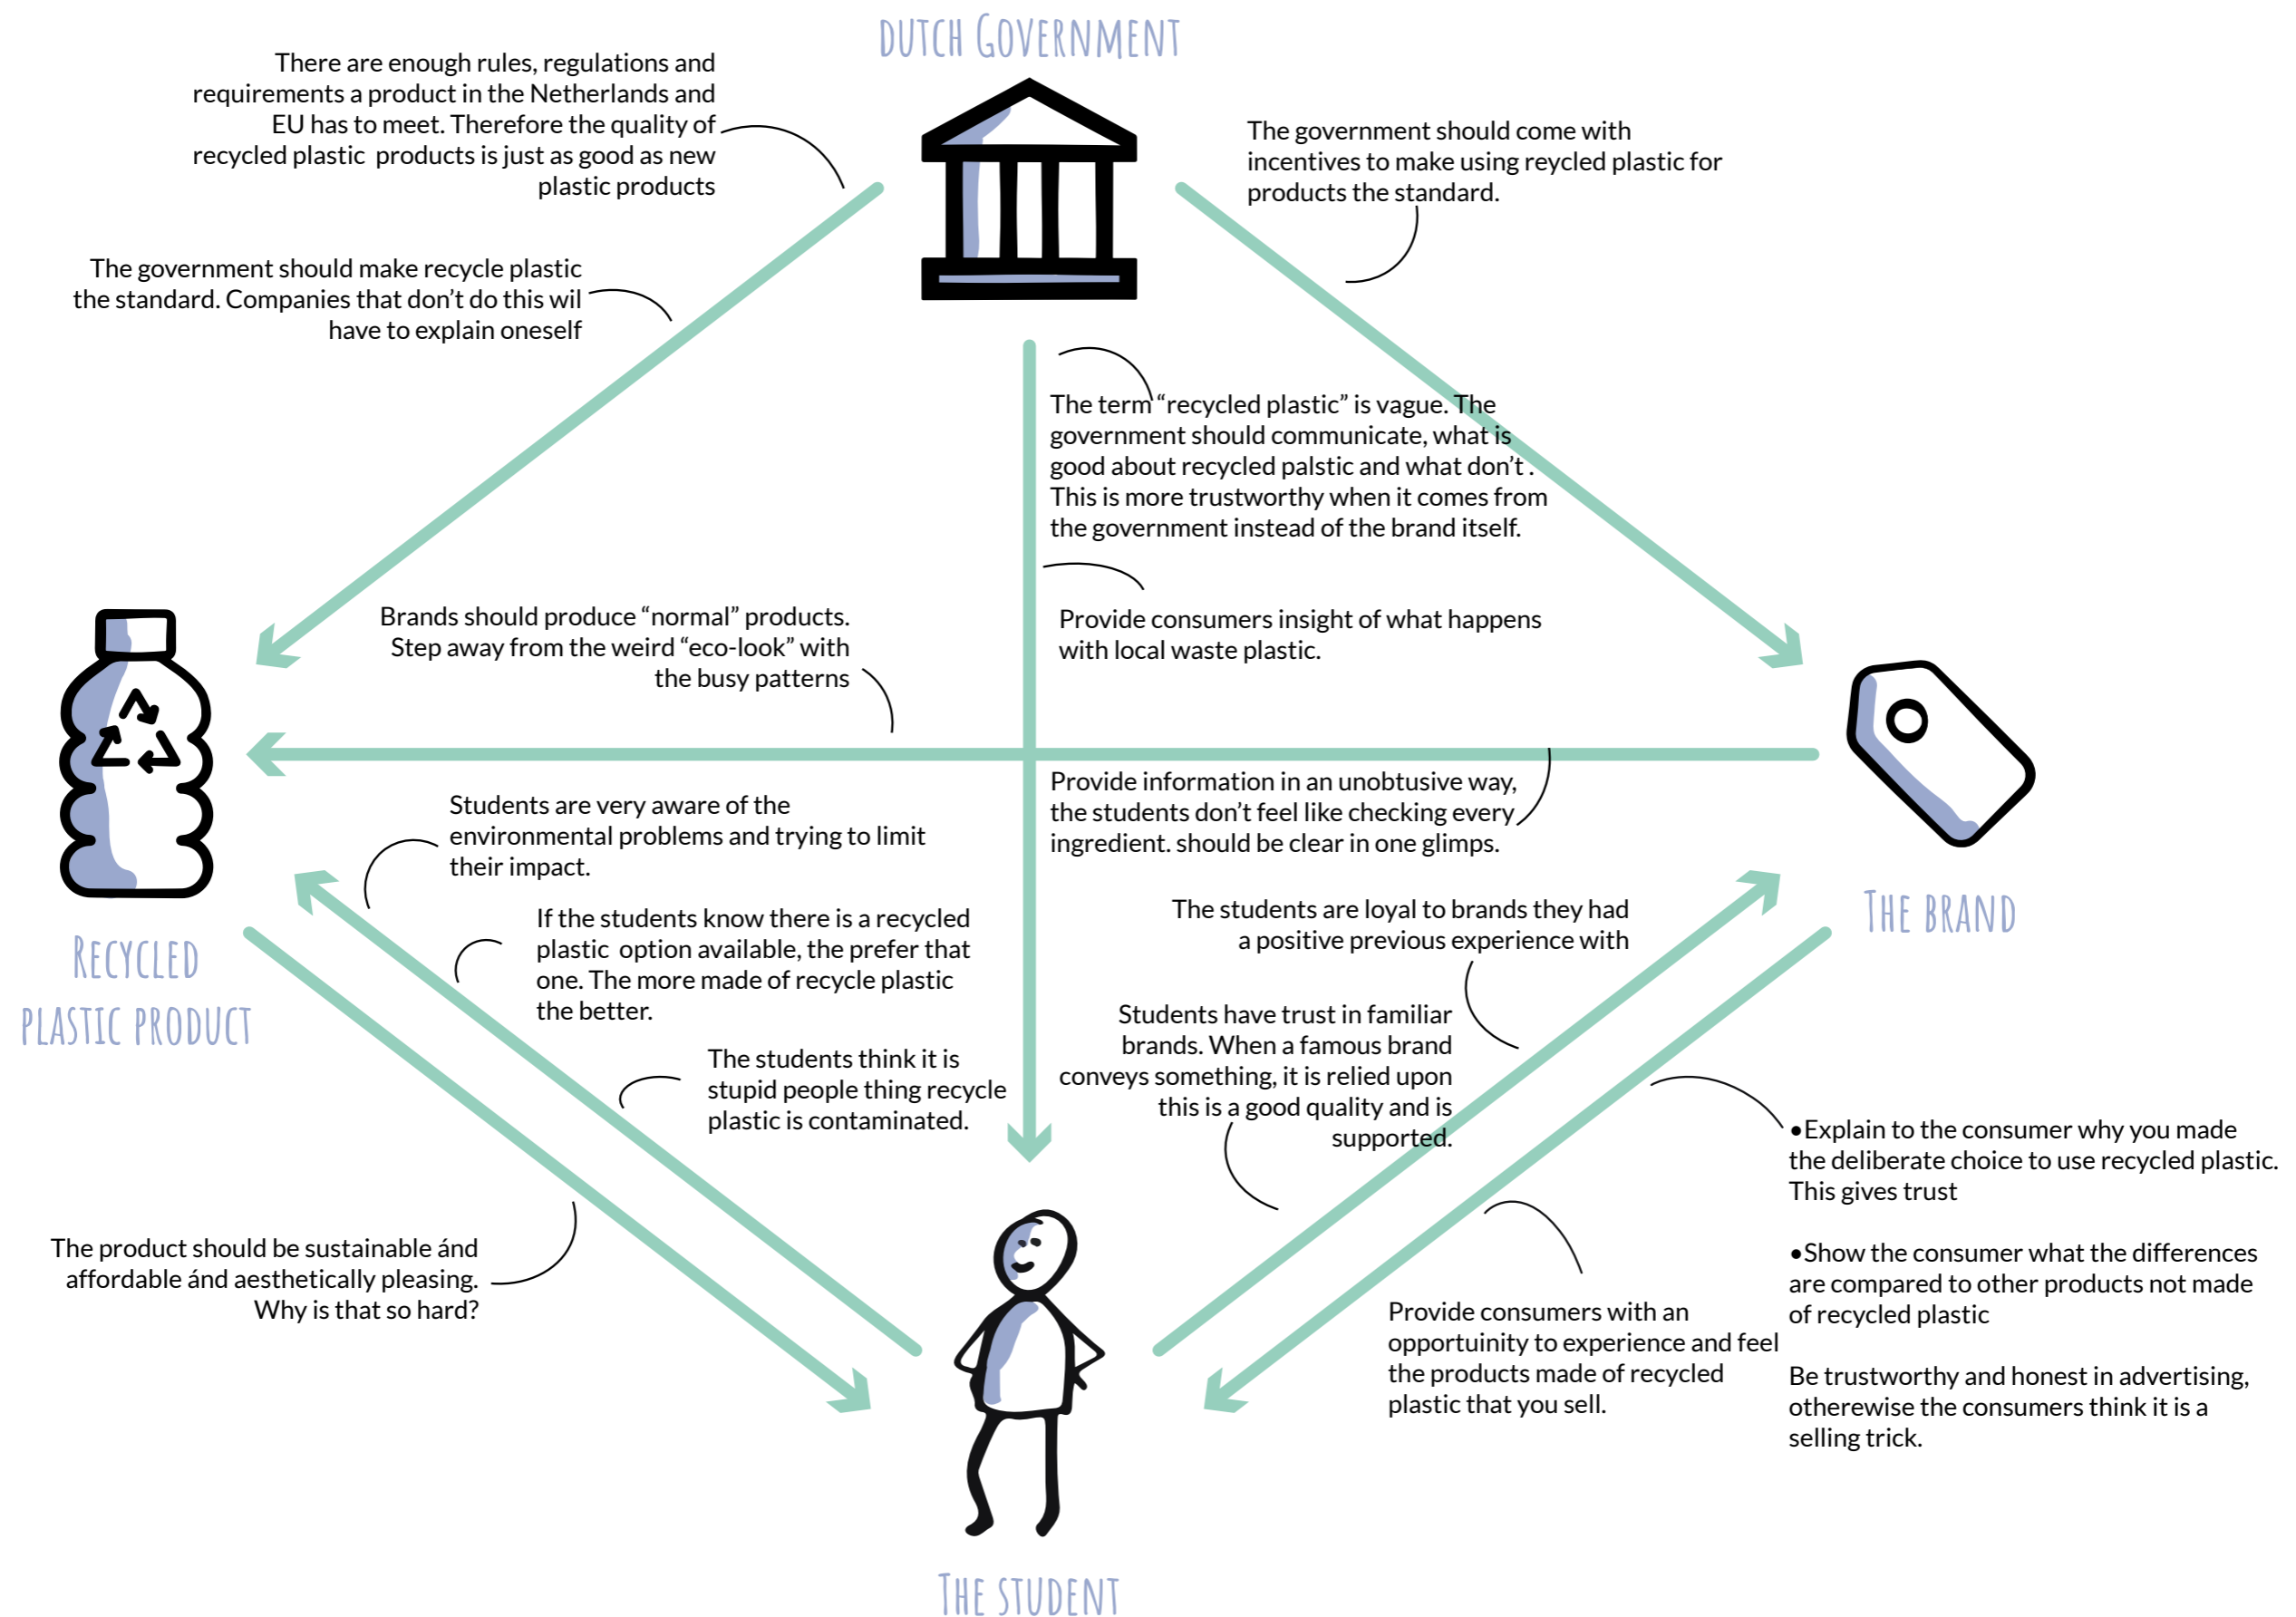 DUTCH GOVERNMENT
There are enough rules, regulations and
requirements a product in the Netherlands and
EU has to meet. Therefore the quality of
recycled plastic products is just as good as new
plastic products
The government should come with
incentives to make using reycled plastic for
products the standard.
The government should make recycle plastic
the standard. Companies that don't do this wil
have to explain oneself
The term “recycled plastic” is vague. The
government should communicate, what is
good about recycled palstic and what don't .
This is more trustworthy when it comes from
the government instead of the brand itself.
Brands should produce “normal” products.
Step away from the weird “eco-look” with
the busy patterns
Provide consumers insight of what happens
with local waste plastic.
Provide information in an unobtusive way,
the students don't feel like checking every
ingredient. should be clear in one glimps.
Students are very aware of the
environmental problems and trying to limit
their impact.
THE BRAND
RECYCLED
PLASTIC PRODUCT
If the students know there is a recycled
plastic option available, the prefer that
one. The more made of recycle plastic
the better.
The students are loyal to brands they had
a positive previous experience with
Students have trust in familiar
brands. When a famous brand
conveys something, it is relied upon
this is a good quality and is
supported.
The students think it is
stupid people thing recycle
plastic is contaminated.
•Explain to the consumer why you made
the deliberate choice to use recycled plastic.
This gives trust
•Show the consumer what the differences
are compared to other products not made
of recycled plastic
Be trustworthy and honest in advertising,
otherewise the consumers think it is a
selling trick.
The product should be sustainable ánd
affordable ánd aesthetically pleasing.
Why is that so hard?
Provide consumers with an
opportuinity to experience and feel
the products made of recycled
plastic that you sell.
THE STUDENT